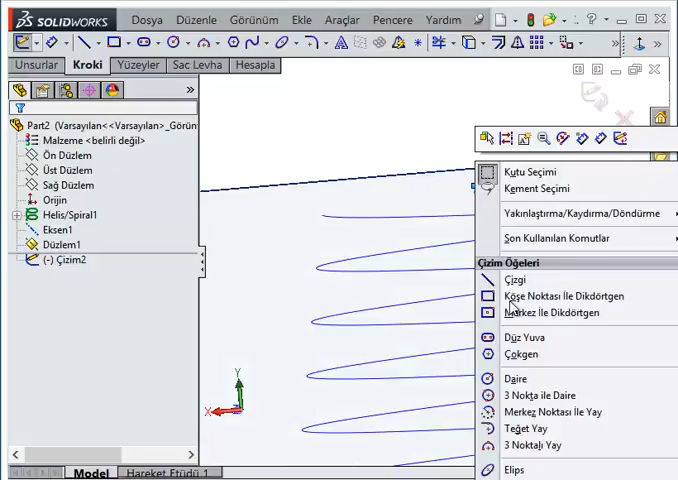 SOLIDWORKS Dosya Düzenle Görünüm Ekle Araçlar Pencere Yardım
Unsurlar Kroki Yüzeyler Sac Levha Hesapla
Part2 (Varsayılan<<Varsayılan>_Görün
Malzeme <belirli değil>
Ön Düzlem
Üst Düzlem
Sağ Düzlem
Orijin
Helis/Spiral1
Eksen1
Düzlem1
(-) Çizim2
Kutu Seçimi
Kement Seçimi
Yakınlaştırma/Kaydırma/Döndürme
Son Kullanılan Komutlar
Çizim Öğeleri
Çizgi
Köşe Noktası İle Dikdörtgen
Merkez İle Dikdörtgen
Düz Yuva
Çokgen
Daire
3 Nokta ile Daire
Merkez Noktası İle Yay
Teğet Yay
3 Noktalı Yay
Elips
Y
X
Model Hareket Etüdü 1